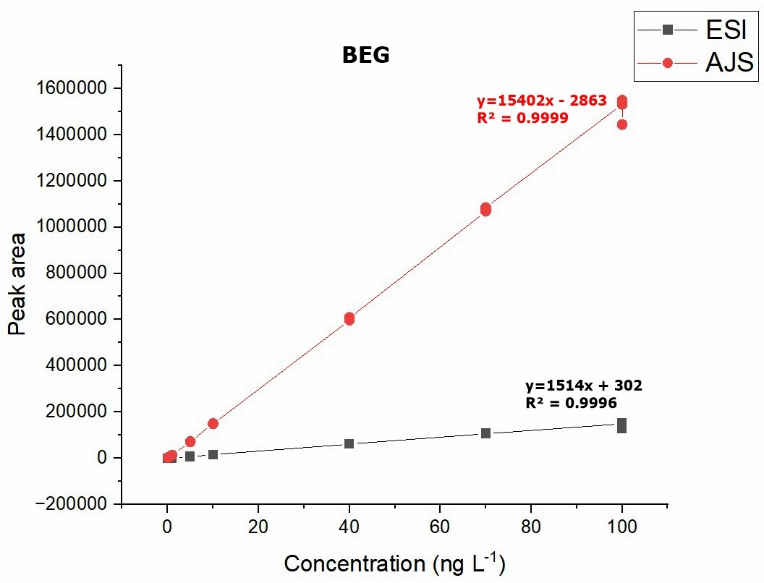 BEG
ESI
AJS
y=15402x - 2863
R² = 0.9999
y=1514x + 302
R² = 0.9996
Peak area
1600000
1400000
1200000
1000000
800000
600000
400000
200000
0
−200000
0 20 40 60 80 100
Concentration (ng L⁻¹)